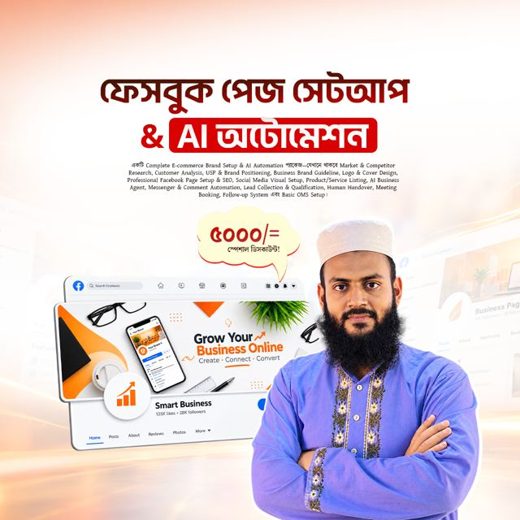 ফেসবুক পেজ সেটআপ
& AI অটোমেশন
একটি Complete E-commerce Brand Setup & AI Automation প্যাকেজ—যেখানে থাকবে Market & Competitor
Research, Customer Analysis, USP & Brand Positioning, Business Brand Guideline, Logo & Cover Design,
Professional Facebook Page Setup & SEO, Social Media Visual Setup, Product/Service Listing, AI Business
Agent, Messenger & Comment Automation, Lead Collection & Qualification, Human Handover, Meeting
Booking, Follow-up System এবং Basic OMS Setup।
৫০০০/=
স্পেশাল ডিসকাউন্ট!
Grow Your
Business Online
Create · Connect · Convert
Smart Business
Home Posts About Reviews Photos More
Business Page